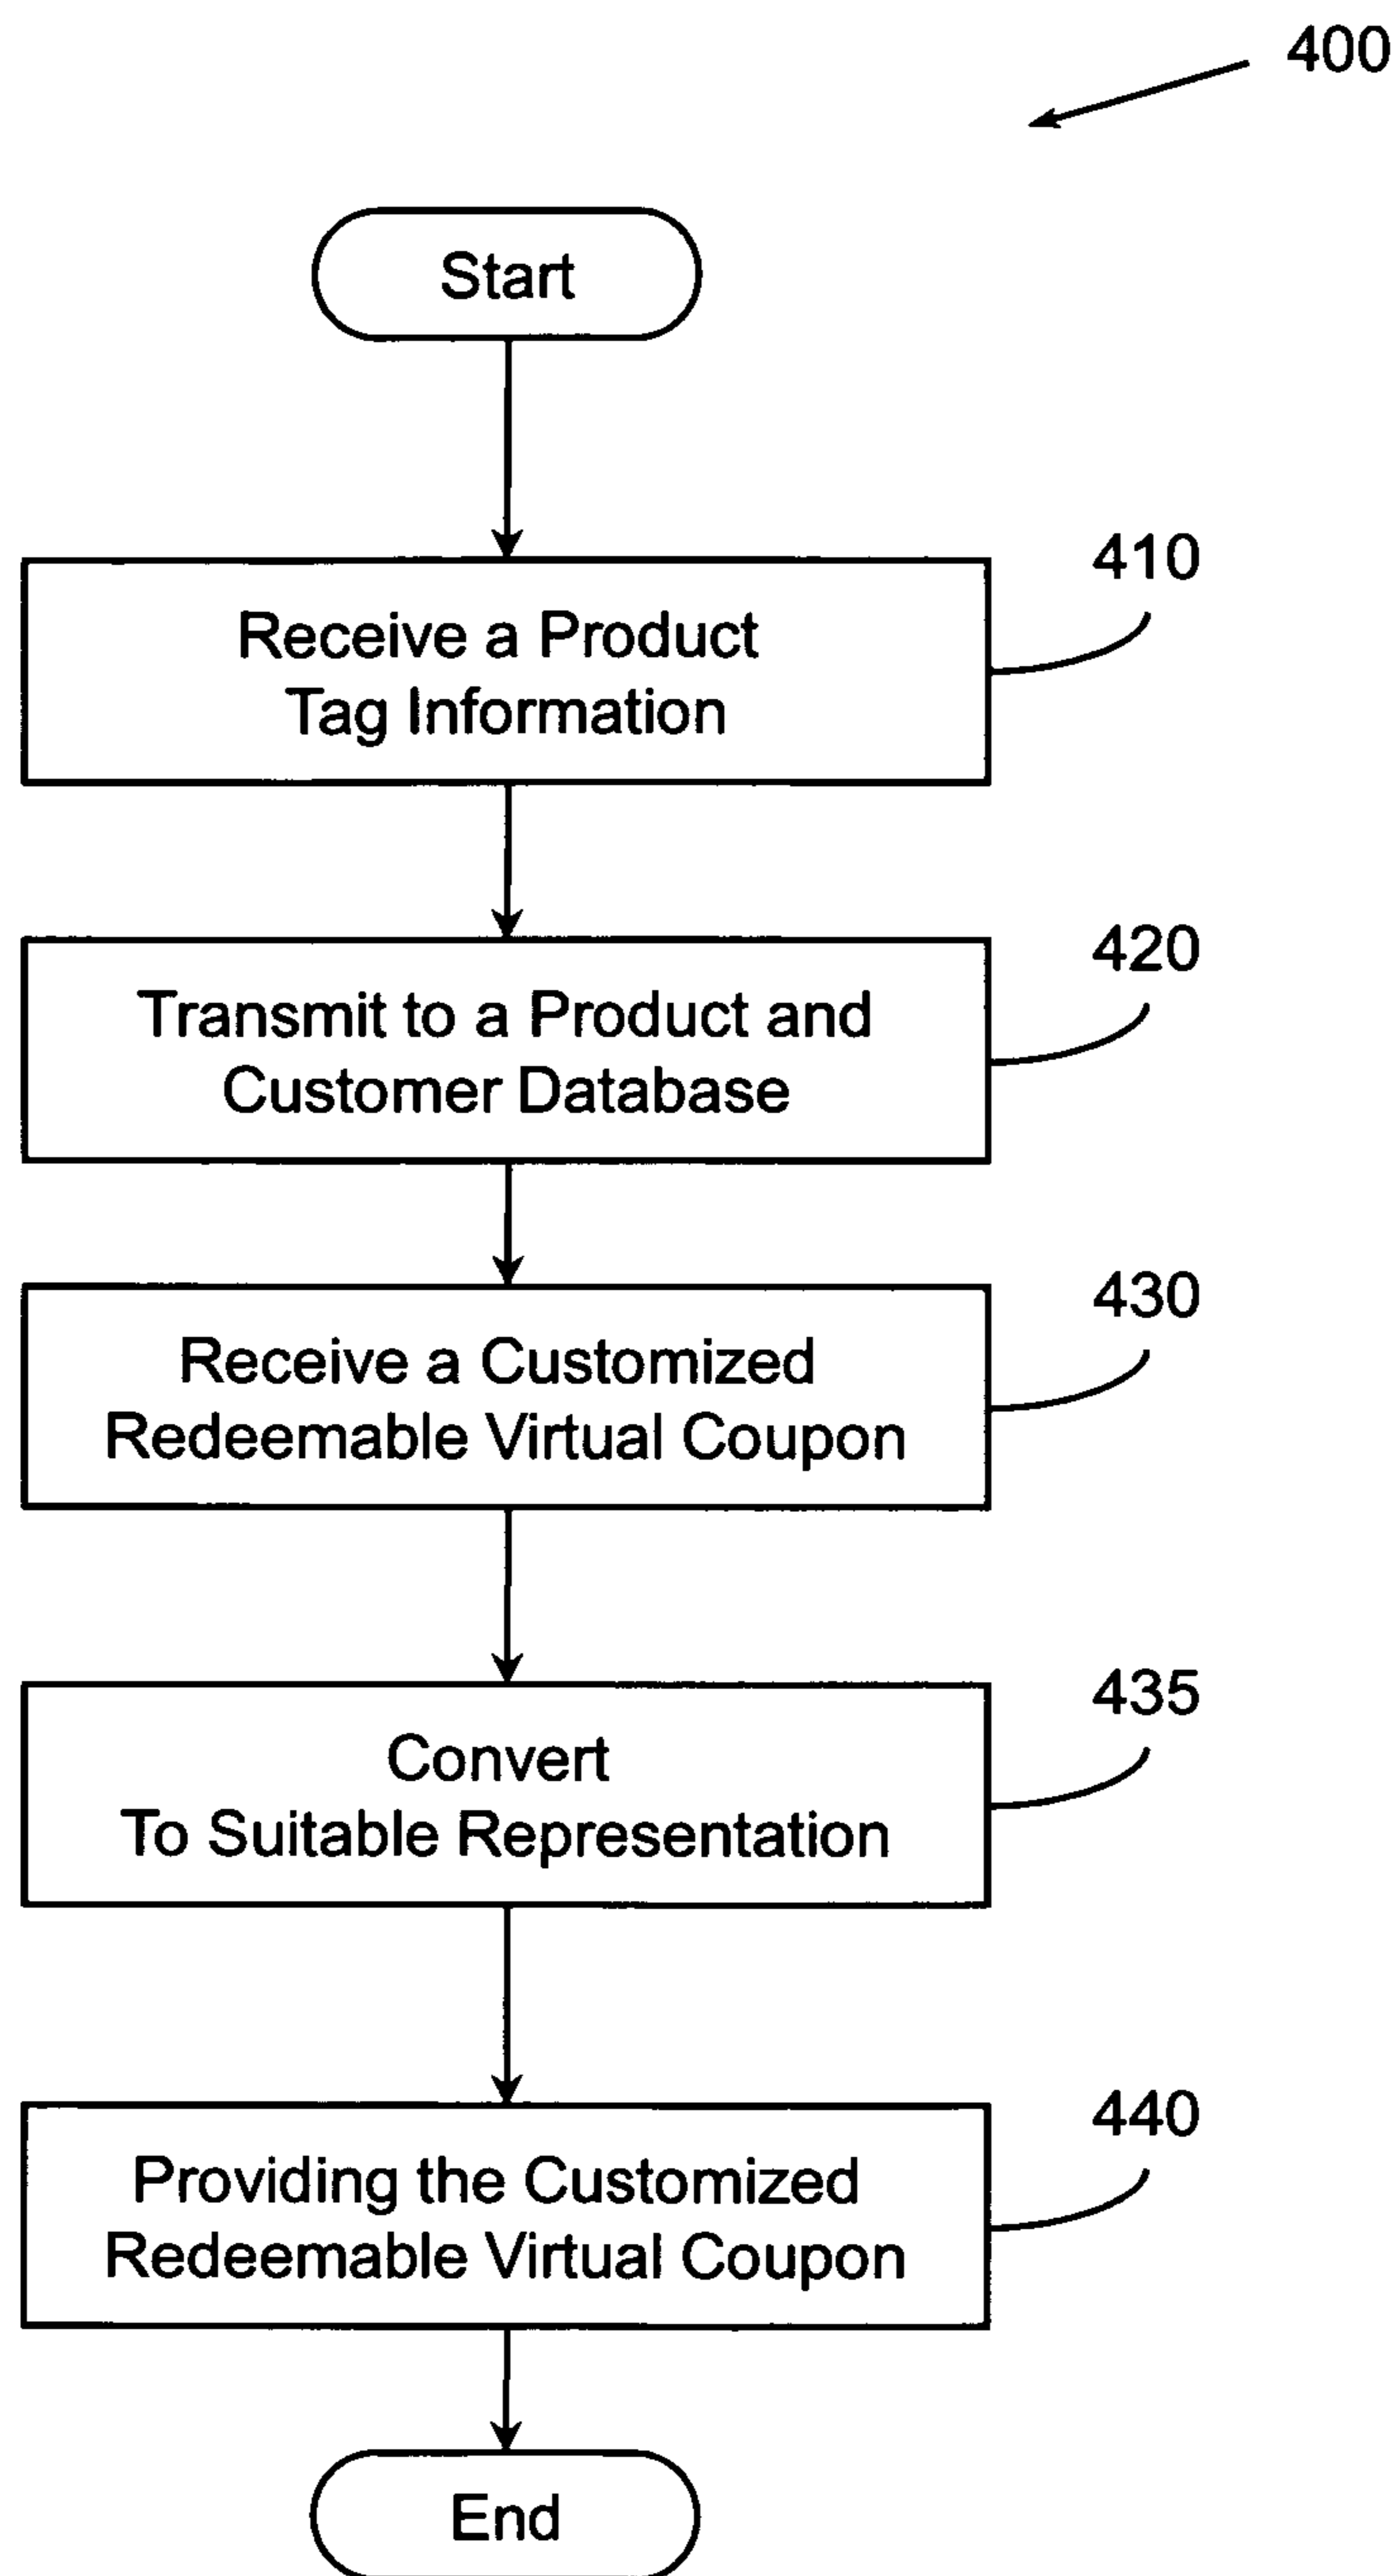 400
Start
410
Receive a Product
Tag Information
420
Transmit to a Product and
Customer Database
430
Receive a Customized
Redeemable Virtual Coupon
435
Convert
To Suitable Representation
440
Providing the Customized
Redeemable Virtual Coupon
End